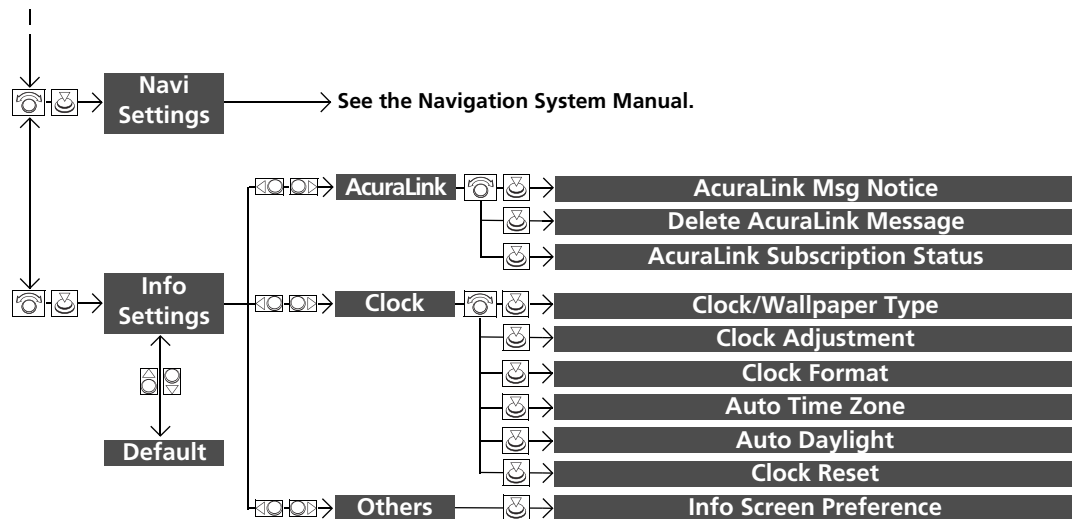 Navi
Settings
See the Navigation System Manual.
AcuraLink
AcuraLink Msg Notice
Delete AcuraLink Message
AcuraLink Subscription Status
Info
Settings
Clock
Clock/Wallpaper Type
Clock Adjustment
Clock Format
Auto Time Zone
Auto Daylight
Clock Reset
Default
Others
Info Screen Preference